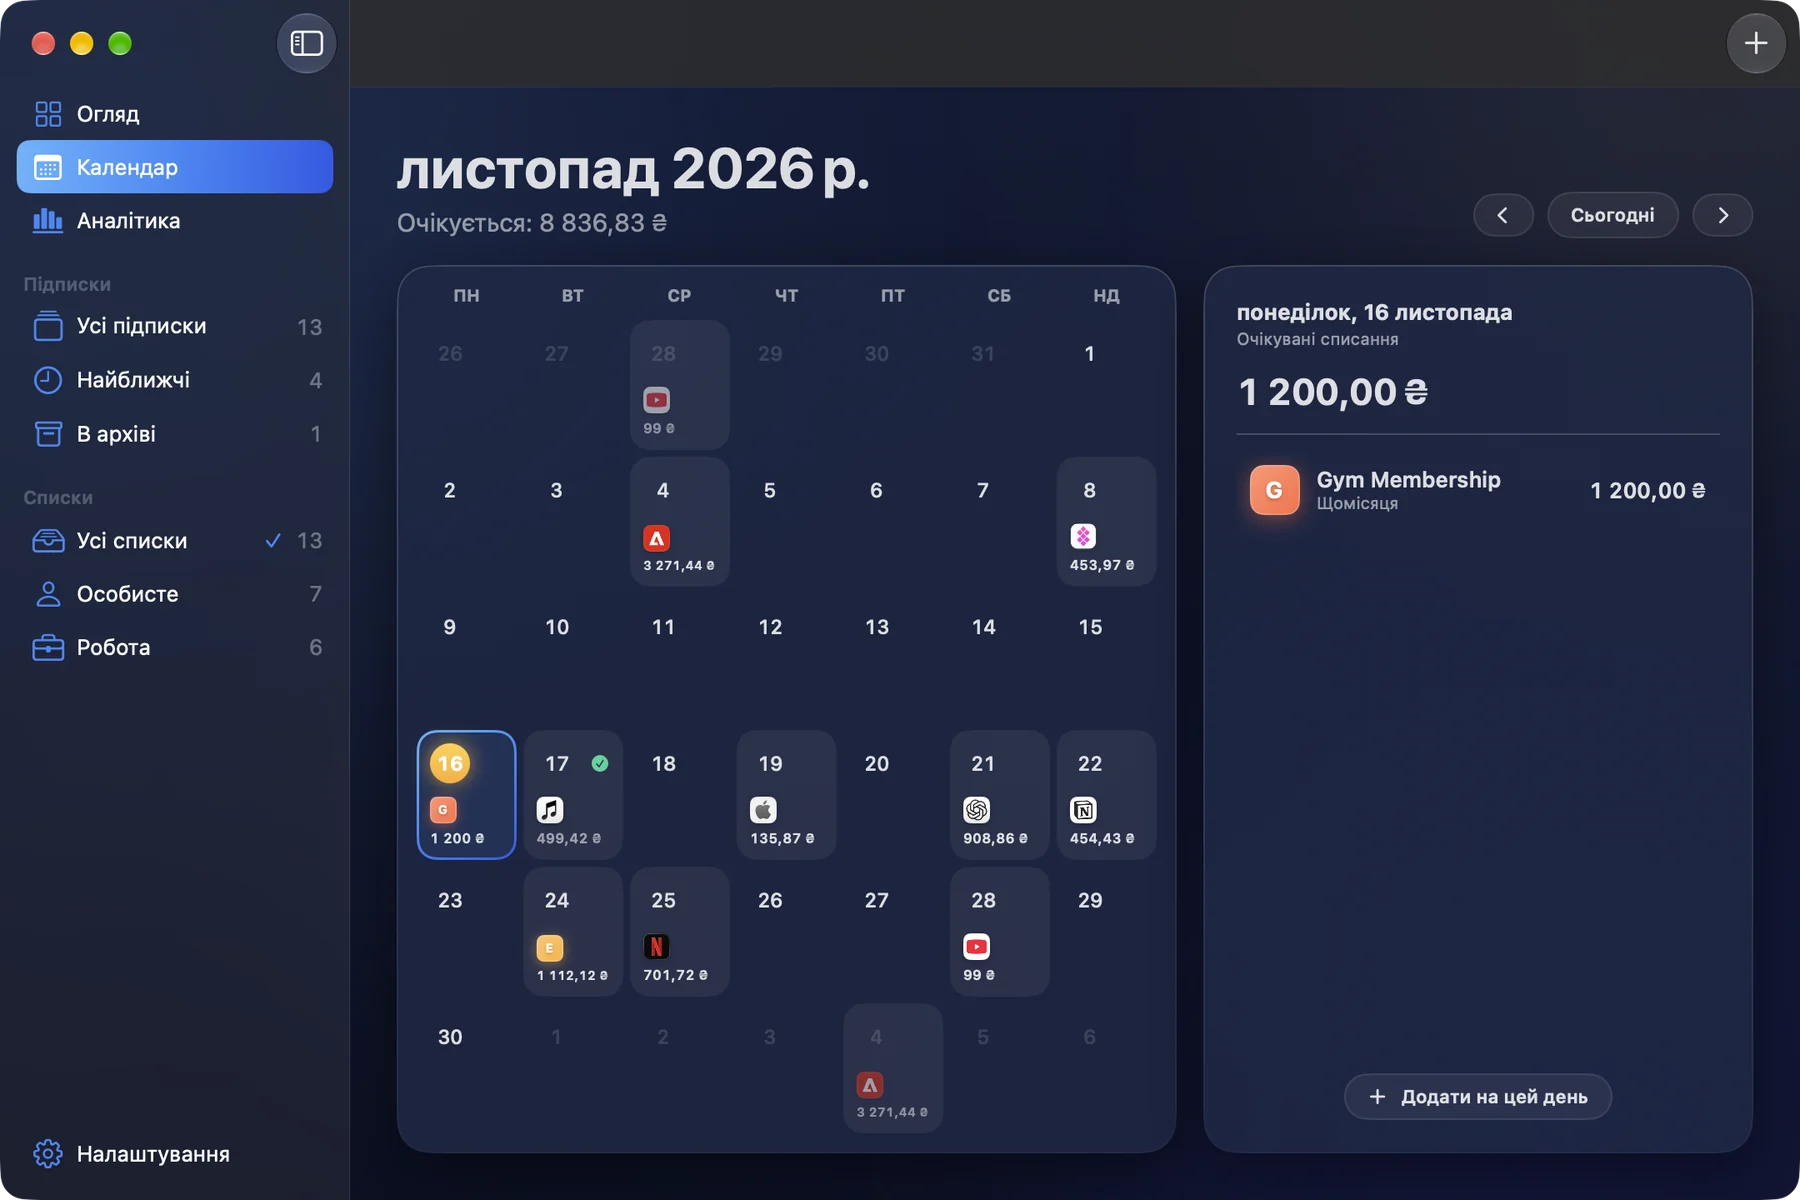 Огляд
Календар
Аналітика
Підписки
Усі підписки 13
Найближчі 4
В архіві 1
Списки
Усі списки 13
Особисте 7
Робота 6
Налаштування
листопад 2026 р.
Очікується: 8 836,83 ₴
Сьогодні
ПН ВТ СР ЧТ ПТ СБ НД
26 27 28 29 30 31 1
99 ₴
2 3 4 5 6 7 8
3 271,44 ₴ 453,97 ₴
9 10 11 12 13 14 15
16 17 18 19 20 21 22
G N
1 200 ₴ 499,42 ₴ 135,87 ₴ 908,86 ₴ 454,43 ₴
23 24 25 26 27 28 29
E N
1 112,12 ₴ 701,72 ₴ 99 ₴
30 1 2 3 4 5 6
3 271,44 ₴
понеділок, 16 листопада
Очікувані списання
1 200,00 ₴
G Gym Membership 1 200,00 ₴
Щомісяця
Додати на цей день